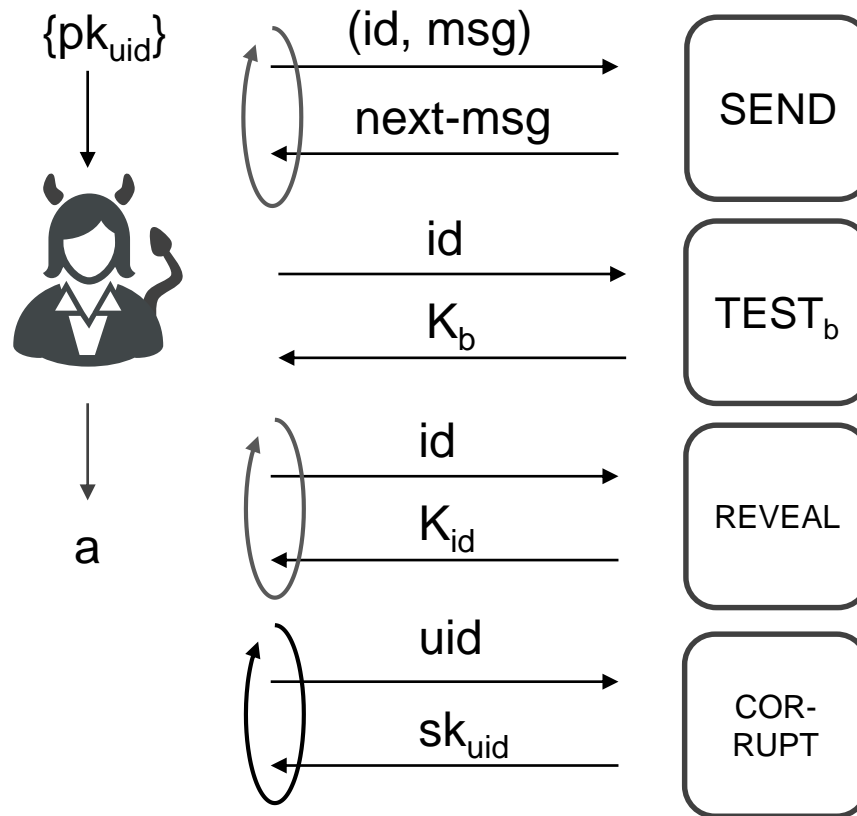 {pk_uid}
(id, msg)
next-msg
SEND
id
K_b
TEST_b
id
K_id
REVEAL
a
uid
sk_uid
COR-
RUPT